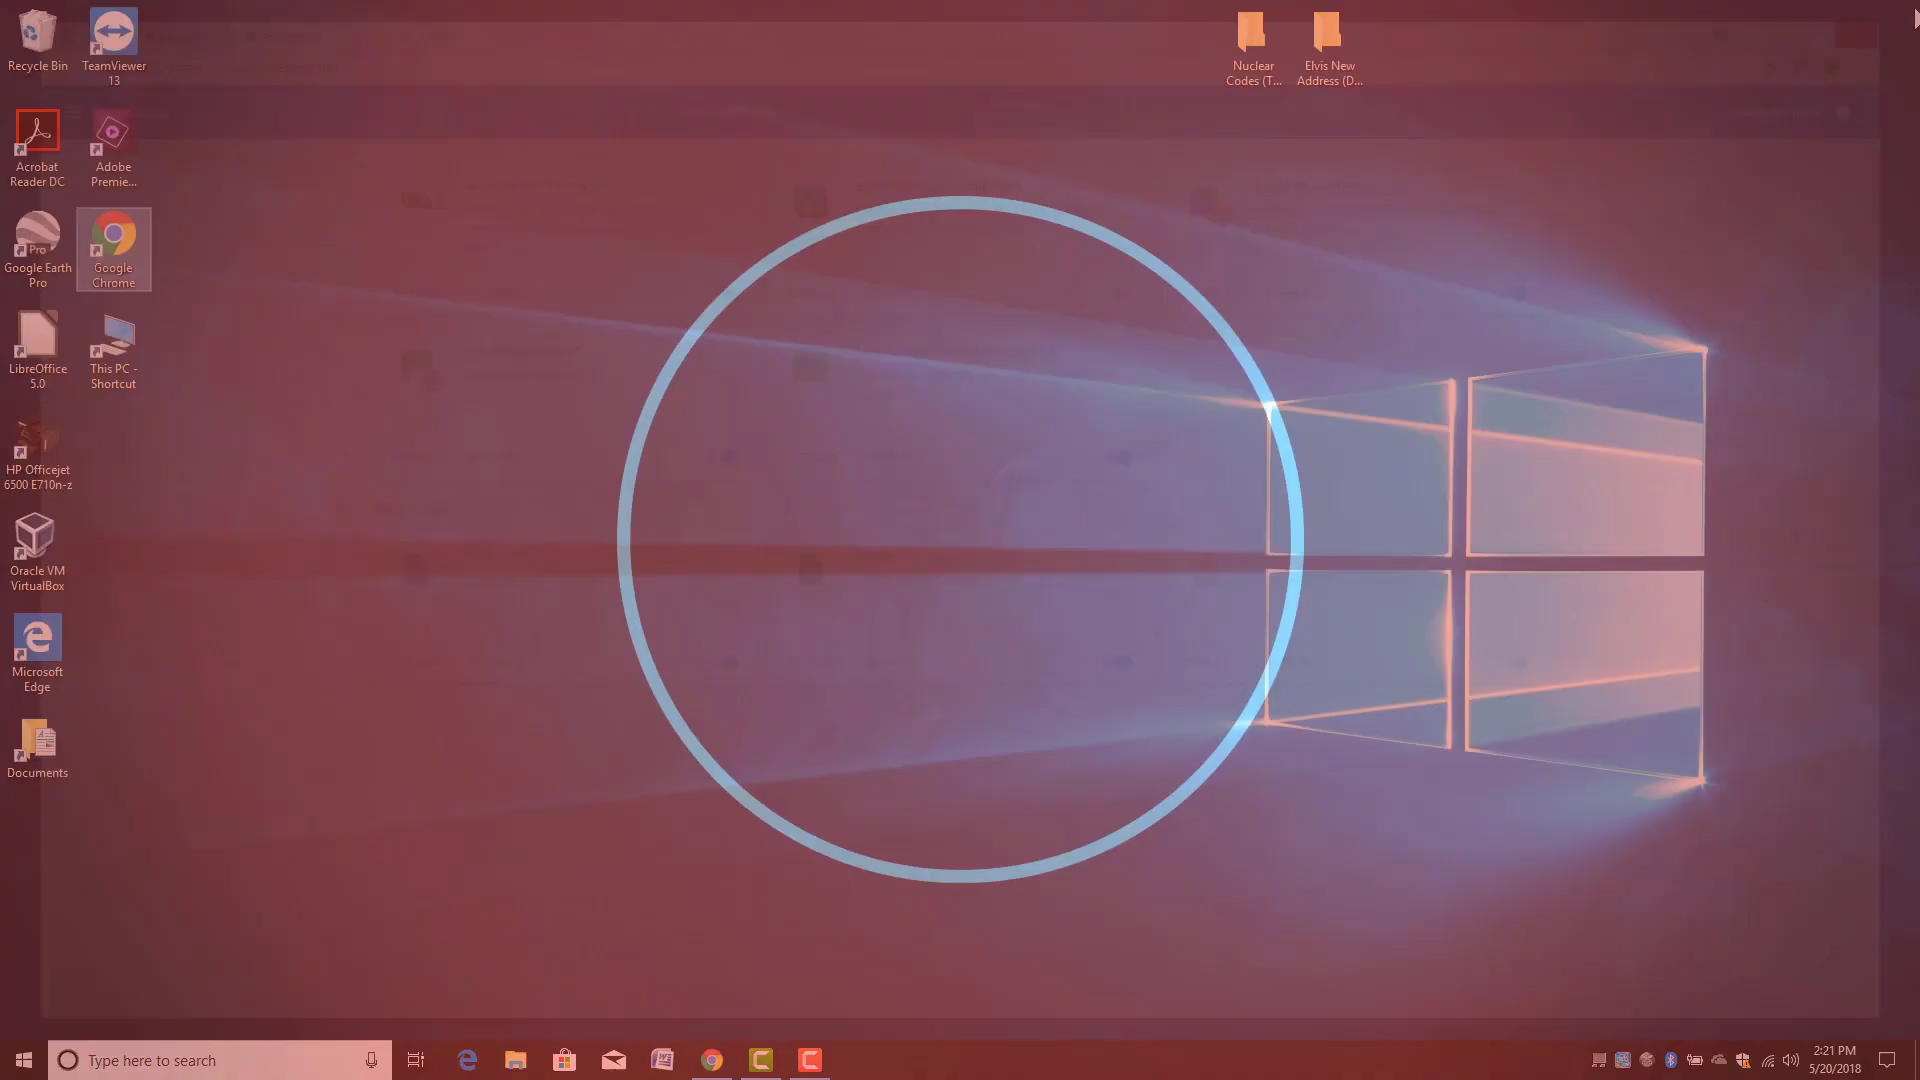 Recycle Bin
TeamViewer
13
Nuclear
Codes (T...
Elvis New
Address (D...
Acrobat
Reader DC
Adobe
Premie...
Google Earth
Pro
Google
Chrome
LibreOffice
5.0
This PC -
Shortcut
HP Officejet
6500 E710n-z
Oracle VM
VirtualBox
Microsoft
Edge
Documents
Type here to search
2:21 PM
5/20/2018